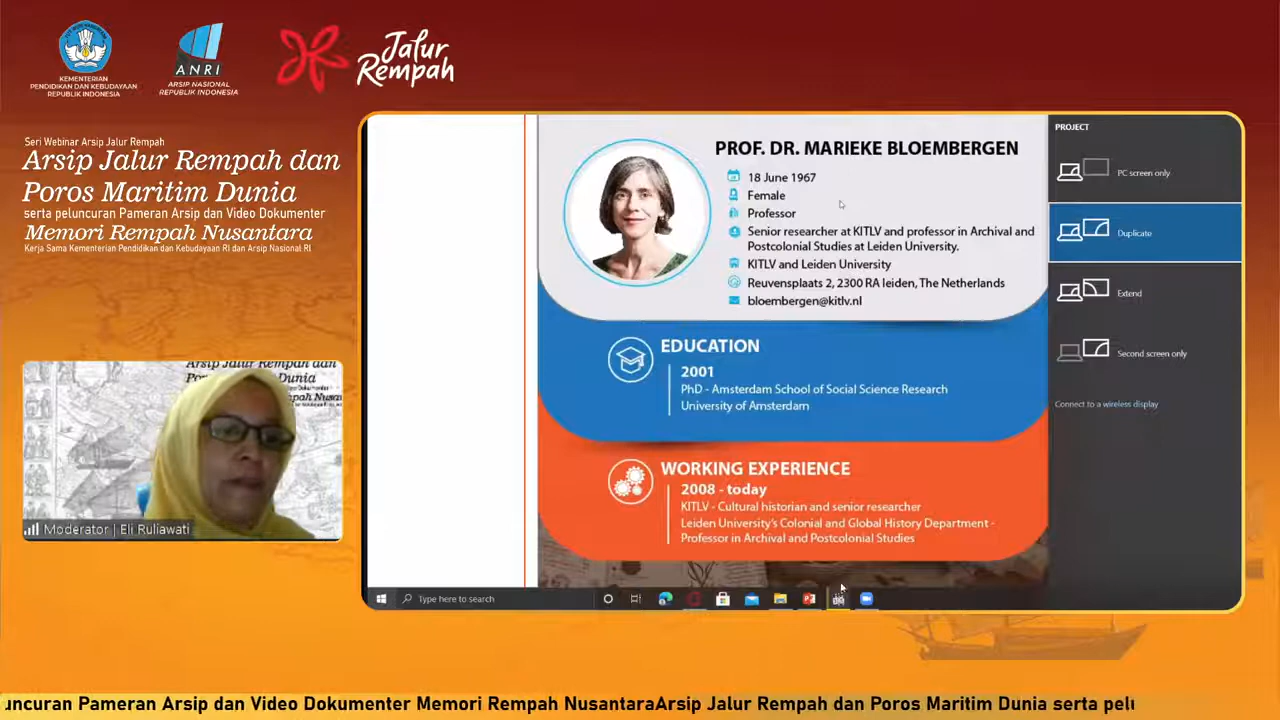 KEMENTERIAN
PENDIDIKAN DAN KEBUDAYAAN
REPUBLIK INDONESIA
ANRI
ARSIP NASIONAL
REPUBLIK INDONESIA
Jalur
Rempah
Seri Webinar Arsip Jalur Rempah
Arsip Jalur Rempah dan
Poros Maritim Dunia
serta peluncuran Pameran Arsip dan Video Dokumenter
Memori Rempah Nusantara
Kerja Sama Kementerian Pendidikan dan Kebudayaan RI dan Arsip Nasional RI
Arsip Jalur Rempah dan
Dunia
Moderator | Eli Ruliawati
PROF. DR. MARIEKE BLOEMBERGEN
18 June 1967
Female
Professor
Senior researcher at KITLV and professor in Archival and
Postcolonial Studies at Leiden University.
KITLV and Leiden University
Reuvensplaats 2, 2300 RA leiden, The Netherlands
bloembergen@kitlv.nl
EDUCATION
2001
PhD - Amsterdam School of Social Science Research
University of Amsterdam
WORKING EXPERIENCE
2008 - today
KITLV - Cultural historian and senior researcher
Leiden University's Colonial and Global History Department -
Professor in Archival and Postcolonial Studies
PROJECT
PC screen only
Duplicate
Extend
Second screen only
Connect to a wireless display
Type here to search
uncuran Pameran Arsip dan Video Dokumenter Memori Rempah NusantaraArsip Jalur Rempah dan Poros Maritim Dunia serta pelu